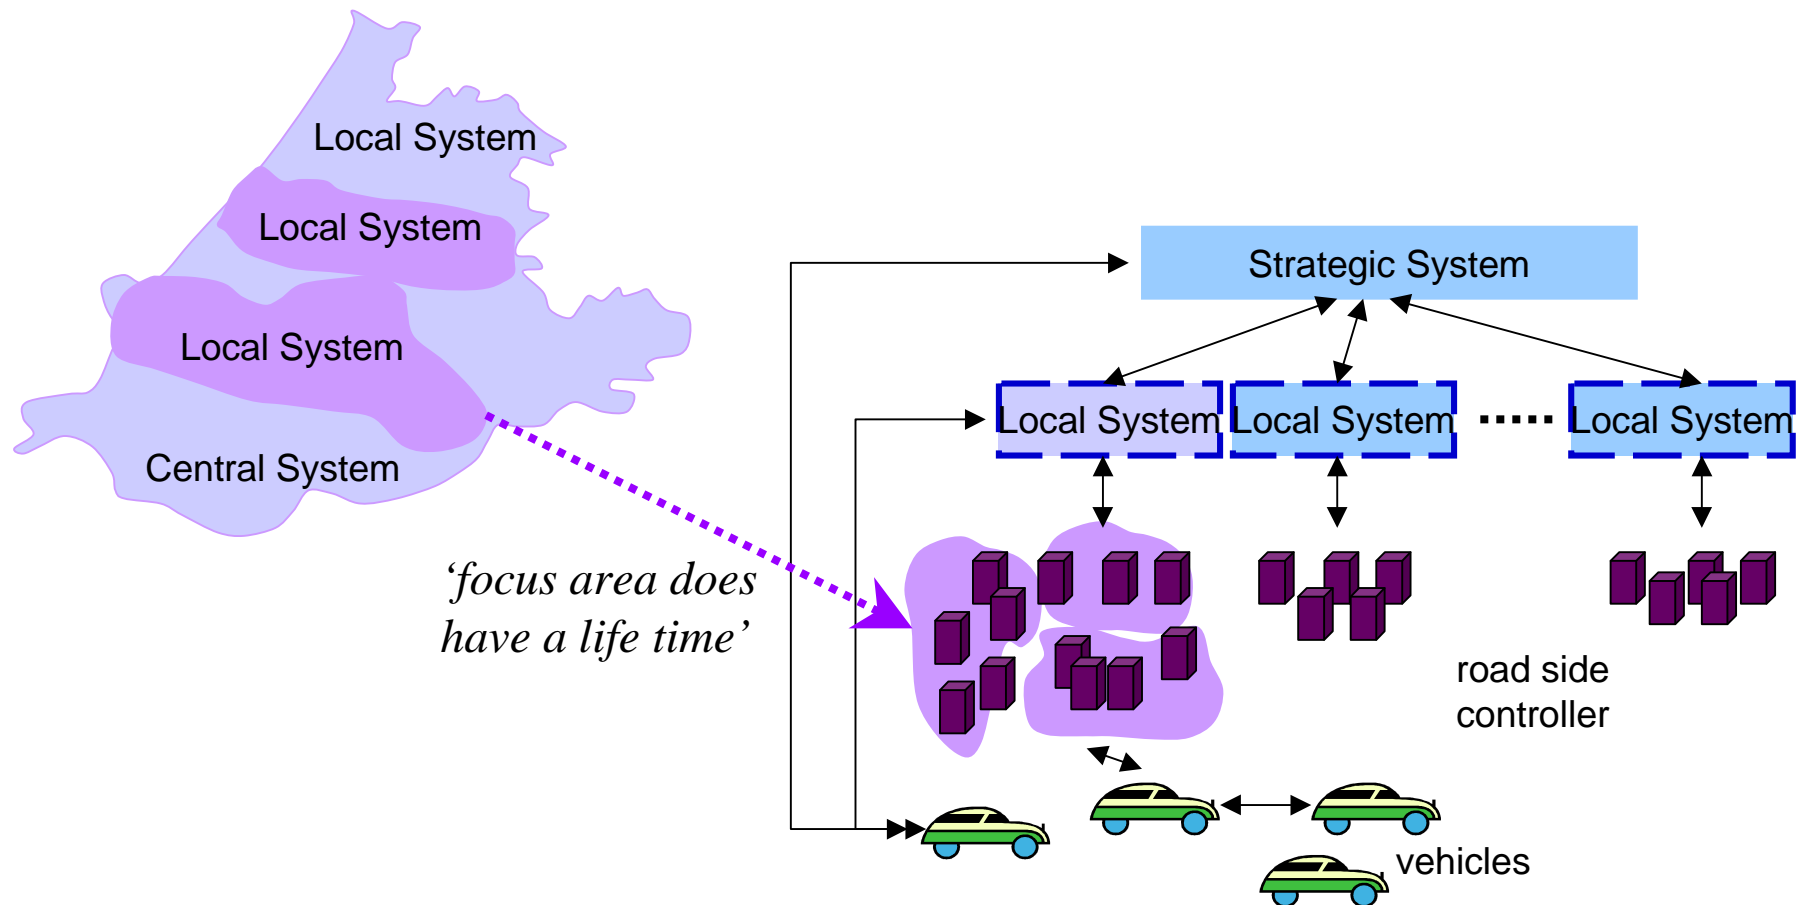 Local System
Local System
Local System
Central System
‘focus area does
have a life time’
Strategic System
Local System
Local System
Local System
road side
controller
vehicles